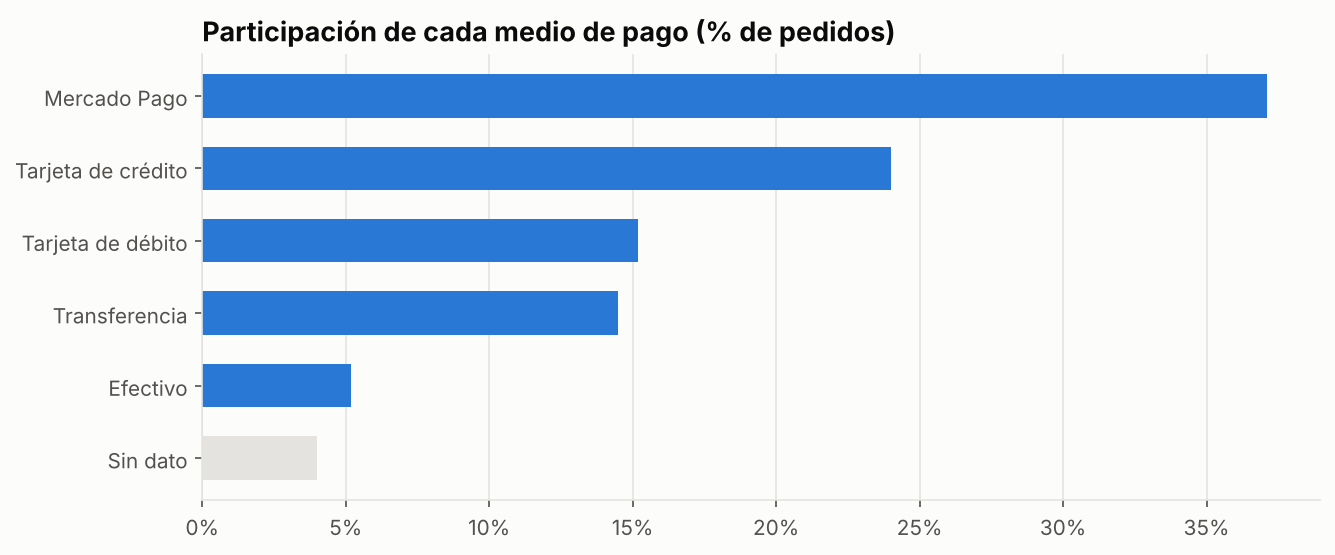 Participación de cada medio de pago (% de pedidos)
Mercado Pago
Tarjeta de crédito
Tarjeta de débito
Transferencia
Efectivo
Sin dato
0% 5% 10% 15% 20% 25% 30% 35%